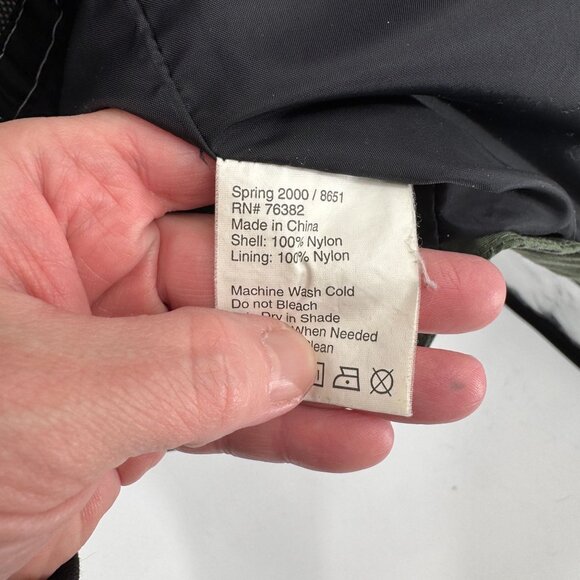 Spring 2000 / 8651
RN# 76382
Made in China
Shell: 100% Nylon
Lining: 100% Nylon
Machine Wash Cold
Do not Bleach
Dry in Shade
When Needed